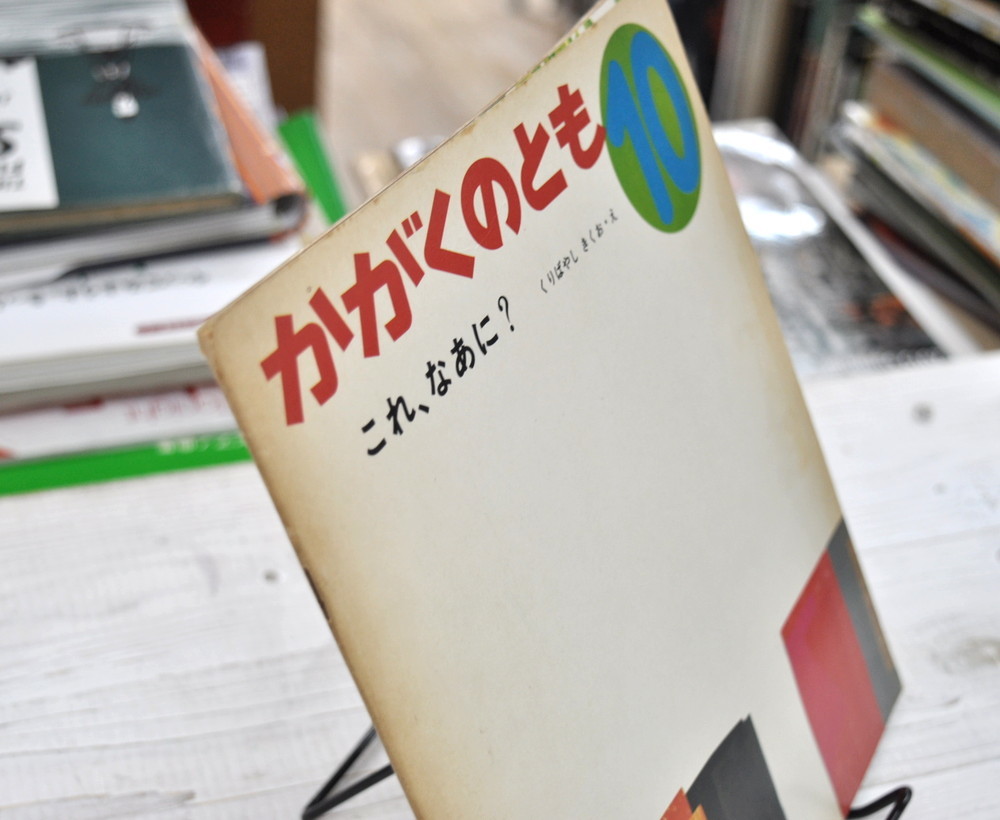 かがくのとも
10
くりばやし きくお・え
これ、なあに?